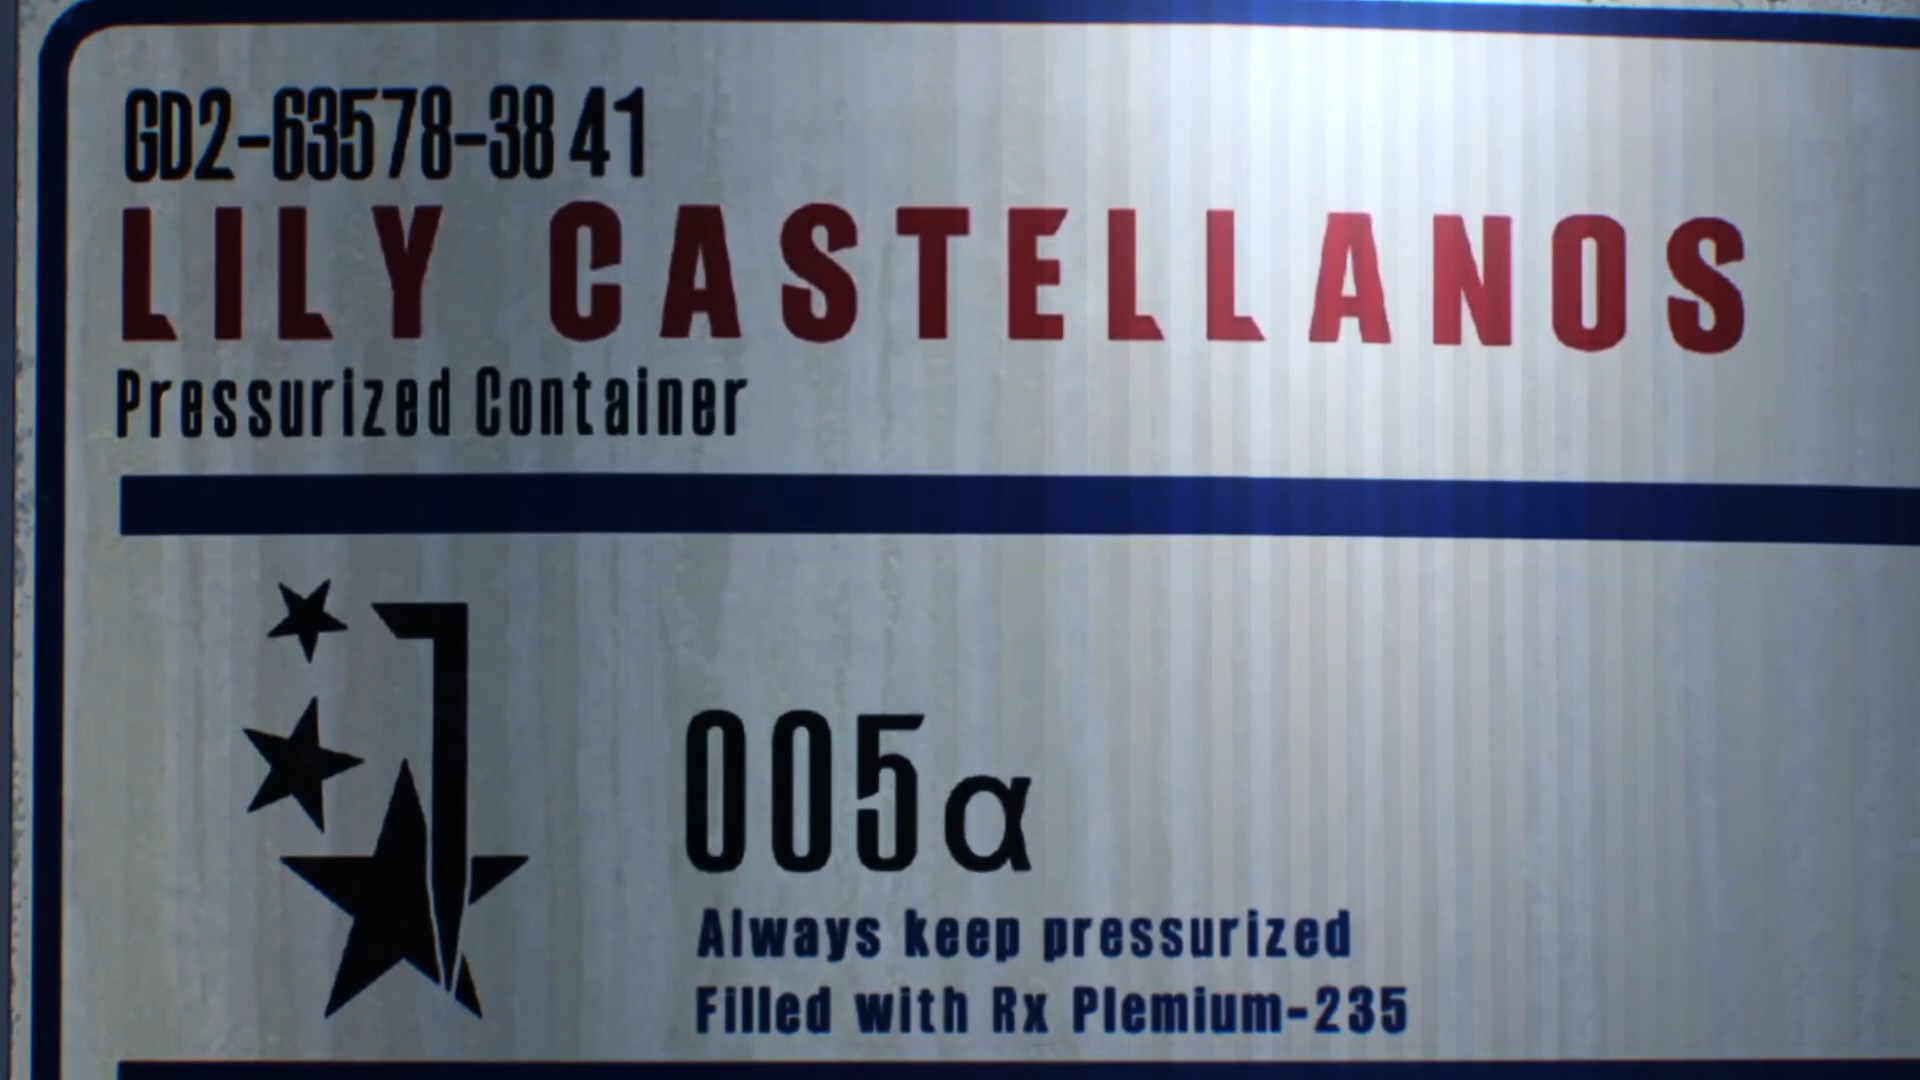 GD2-63578-38 41
LILY CASTELLANOS
Pressurized Container
005α
Always keep pressurized
Filled with Rx Plemium-235